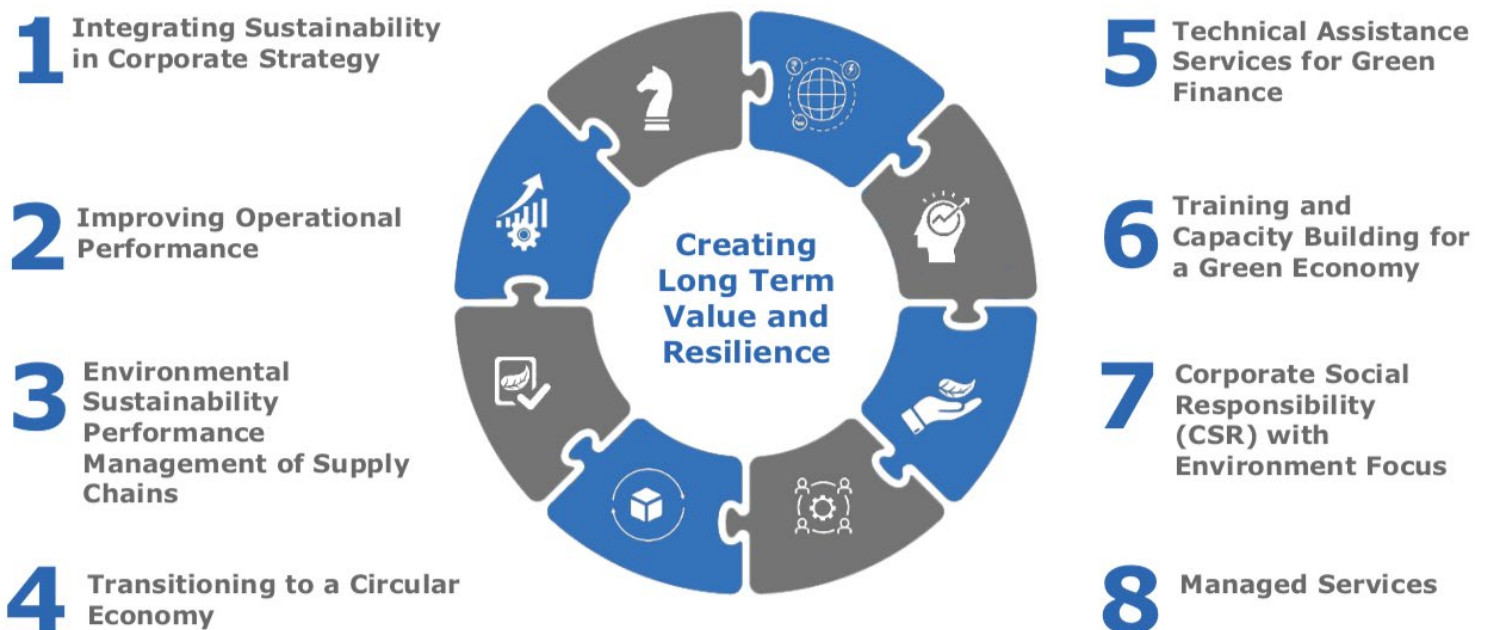 1 Integrating Sustainability
in Corporate Strategy
2 Improving Operational
Performance
3 Environmental
Sustainability
Performance
Management of Supply
Chains
4 Transitioning to a Circular
Economy
Creating
Long Term
Value and
Resilience
5 Technical Assistance
Services for Green
Finance
6 Training and
Capacity Building for
a Green Economy
7 Corporate Social
Responsibility
(CSR) with
Environment Focus
8 Managed Services